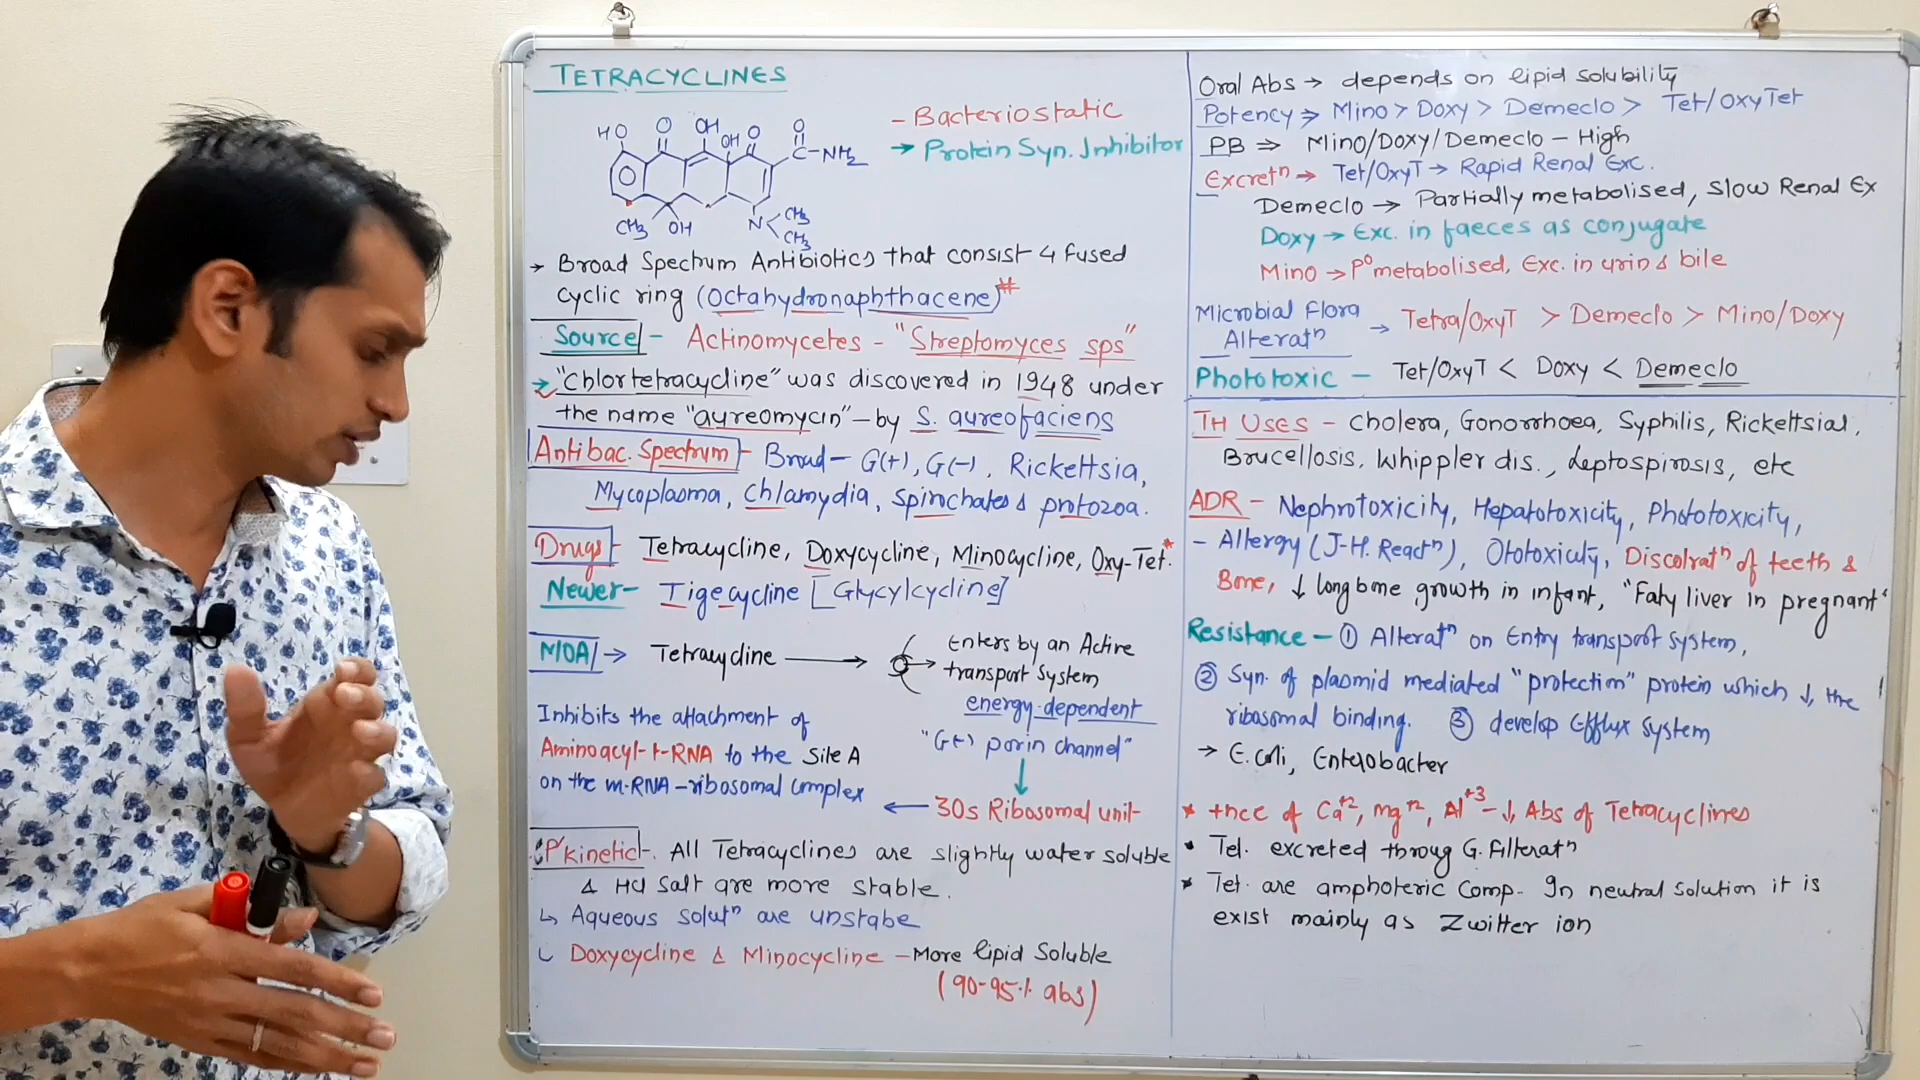 TETRACYCLINES
HO O OH OH O O
C-NH2
CH3 OH N CH3
CH3
- Bacteriostatic
→ Protein Syn. Inhibitor
→ Broad Spectrum Antibiotics that consist 4 fused
cyclic ring (Octahydronaphthacene)*
Source - Actinomycetes - "Streptomyces sps"
→ "Chlortetracycline" was discovered in 1948 under
the name "aureomycin" - by S. aureofaciens
Antibac. Spectrum - Broad - G(+), G(-), Rickettsia,
Mycoplasma, Chlamydia, Spirochates & protozoa.
Drugs - Tetracycline, Doxycycline, Minocycline, Oxy-Tet.*
Newer - Tigecycline [Glycylcycline]
MOA → Tetracycline → Enters by an Active
transport System
energy-dependent
"G(-) porin channel"
↓
30s Ribosomal unit
←
Inhibits the attachment of
Aminoacyl-t-RNA to the Site A
on the m-RNA-ribosomal complex
P'kinetic - All Tetracyclines are slightly water soluble
& HCl Salt are more stable.
↳ Aqueous Solutn are unstabe
↳ Doxycycline & Minocycline - More lipid Soluble
(90-95% abs)
Oral Abs → depends on lipid solubility
Potency ⇒ Mino > Doxy > Demeclo > Tet/OxyTet
PB ⇒ Mino/Doxy/Demeclo - High
Excretn → Tet/OxyT → Rapid Renal Exc.
Demeclo → Partially metabolised, Slow Renal Ex
Doxy → Exc. in faeces as conjugate
Mino → P° metabolised, Exc. in urin & bile
Microbial Flora
Alteratn → Tetra/OxyT > Demeclo > Mino/Doxy
Phototoxic - Tet/OxyT < Doxy < Demeclo
TH USES - Cholera, Gonorrhoea, Syphilis, Rickettsial,
Brucellosis, Whippler dis., Leptospirosis, etc
ADR - Nephrotoxicity, Hepatotoxicity, Phototoxicity,
- Allergy (J-H. Reactn), Ototoxicity, Discolratn of teeth &
Bone, ↓ long bone growth in infant, "Faty liver in pregnant"
Resistance - ① Alteratn on Entry transport system,
② Syn. of plasmid mediated "protection" protein which ↓ the
ribosomal binding. ③ develop Efflux system
→ E. coli, Enterobacter
* +nce of Ca+2, mg+2, Al+3 - ↓ Abs of Tetracyclines
* Tet. excreted throug G. Filteratn
* Tet. are amphoteric comp. In neutral solution it is
exist mainly as Zwitter ion